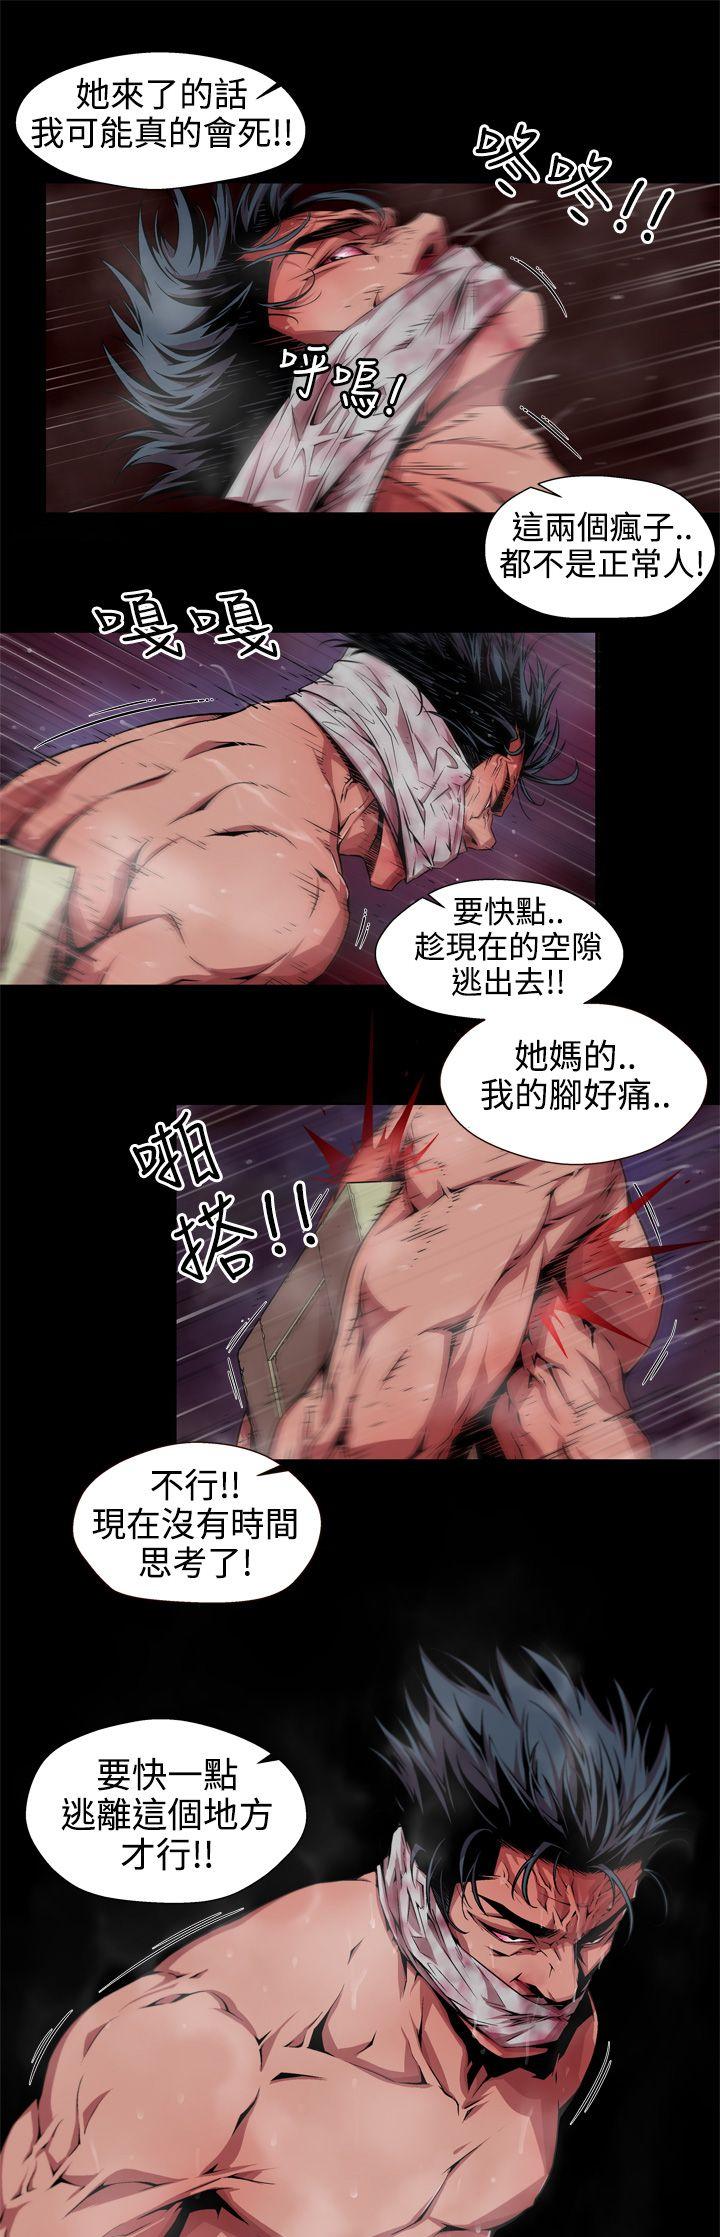 她來了的話
我可能真的會死!!
咚咚!!
呼嗚!
這兩個瘋子..
都不是正常人!
嘎嘎
要快點..
趁現在的空隙
逃出去!!
她媽的..
我的腳好痛..
啪
搭!!
不行!!
現在沒有時間
思考了!
要快一點
逃離這個地方
才行!!